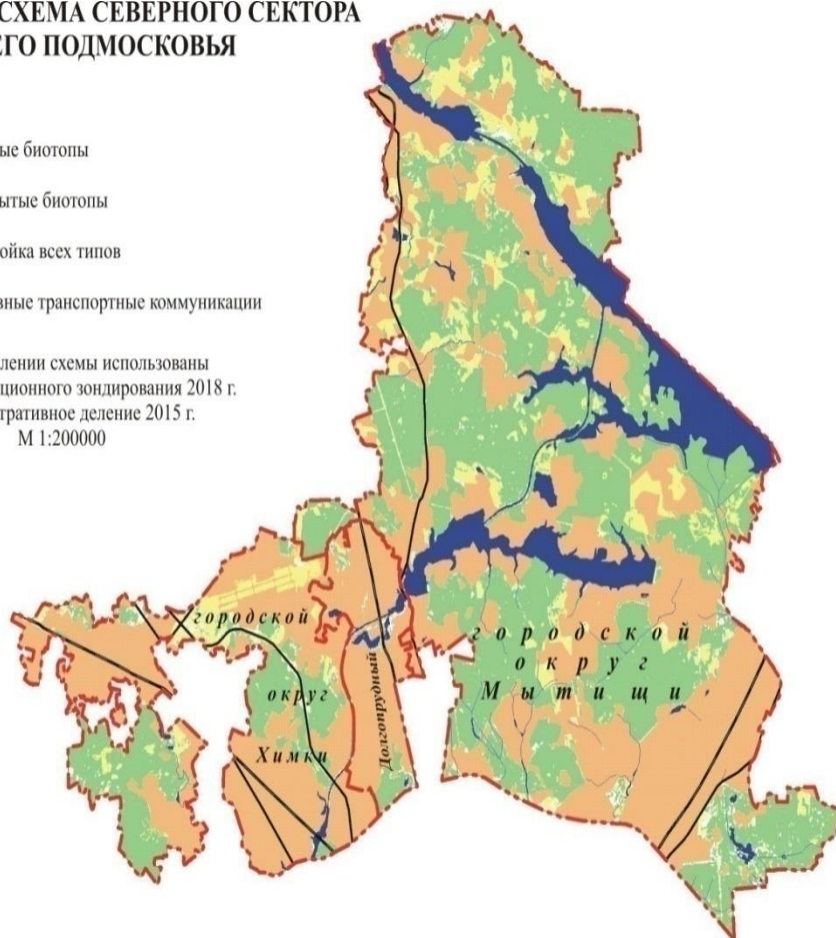 СХЕМА СЕВЕРНОГО СЕКТОРА
ЕГО ПОДМОСКОВЬЯ
ые биотопы
ытые биотопы
ойка всех типов
вные транспортные коммуникации
лении схемы использованы
ционного зондирования 2018 г.
тративное деление 2015 г.
М 1:200000
городской
округ
Химки
Долгопрудный
городской
округ
Мытищи